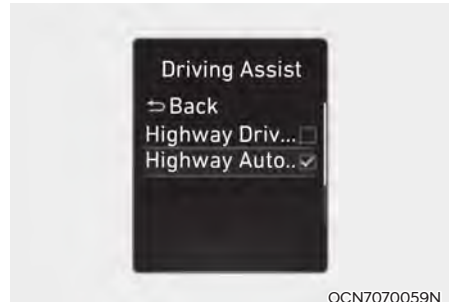 Driving Assist
⮌ Back
Highway Driv...
Highway Auto..
OCN7070059N